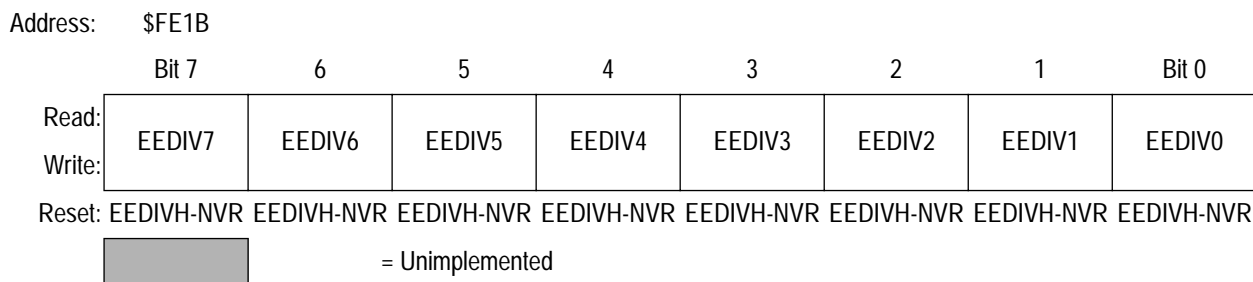 Address: $FE1B
Bit 7 6 5 4 3 2 1 Bit 0
Read:
EEDIV7 EEDIV6 EEDIV5 EEDIV4 EEDIV3 EEDIV2 EEDIV1 EEDIV0
Write:
Reset: EEDIVH-NVR EEDIVH-NVR EEDIVH-NVR EEDIVH-NVR EEDIVH-NVR EEDIVH-NVR EEDIVH-NVR EEDIVH-NVR
= Unimplemented